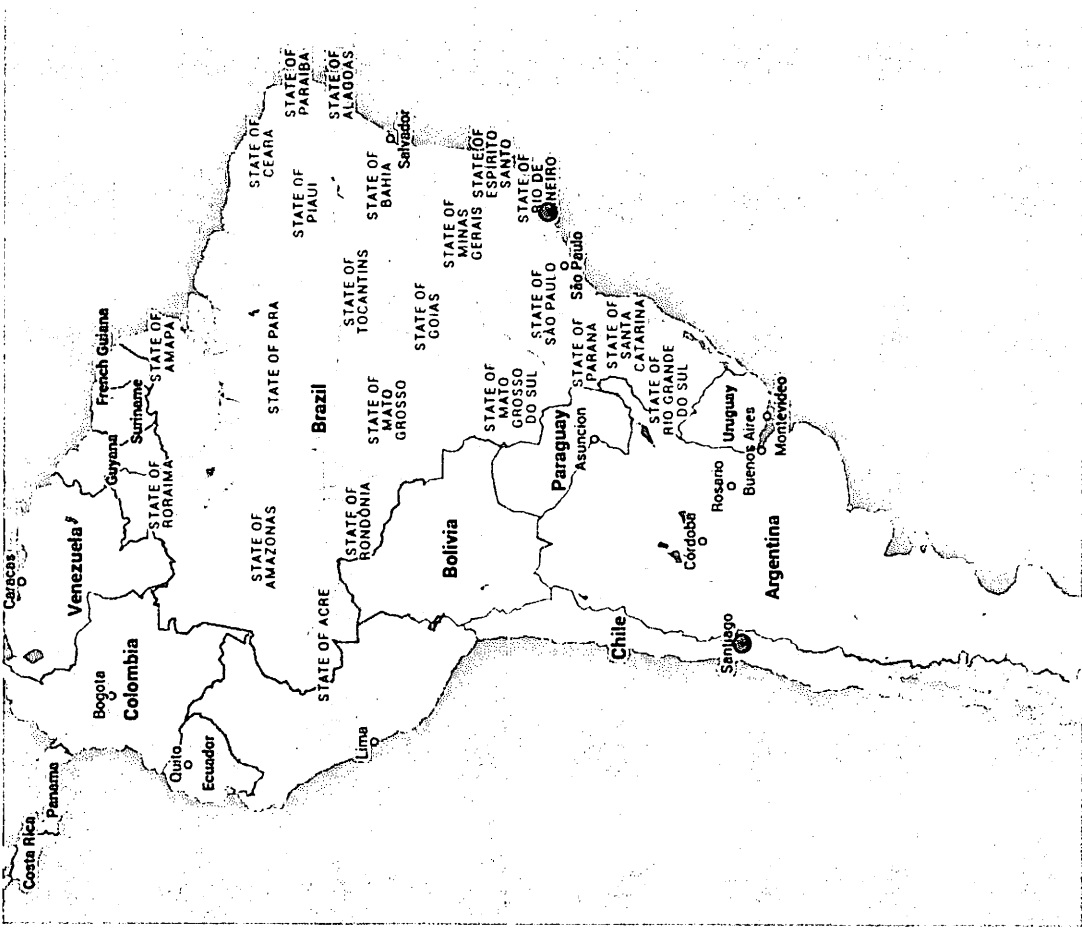 Costa Rica
Panama
Caracas
Venezuela
Bogota
Colombia
Quito
Ecuador
Guyana
Suriname
French Guiana
STATE OF
RORAIMA
STATE OF
AMAPA
STATE OF
AMAZONAS
STATE OF PARA
STATE OF
CEARA
STATE OF
PARAIBA
STATE OF
PIAUI
STATE OF
ALAGOAS
Brazil
STATE OF ACRE
STATE OF
RONDÔNIA
STATE OF
MATO
GROSSO
STATE OF
TOCANTINS
STATE OF
BAHIA
Salvador
Lima
STATE OF
GOIAS
STATE OF
MINAS
GERAIS
STATE OF
ESPÍRITO
SANTO
Bolivia
STATE OF
MATO
GROSSO
DO SUL
STATE OF
RIO DE
NEIRO
STATE OF
SÃO PAULO
São Paulo
Paraguay
Asuncion
STATE OF
PARANA
STATE OF
SANTA
CATARINA
STATE OF
RIO GRANDE
DO SUL
Chile
Córdoba
Rosario
Uruguay
Buenos Aires
Montevideo
Santiago
Argentina